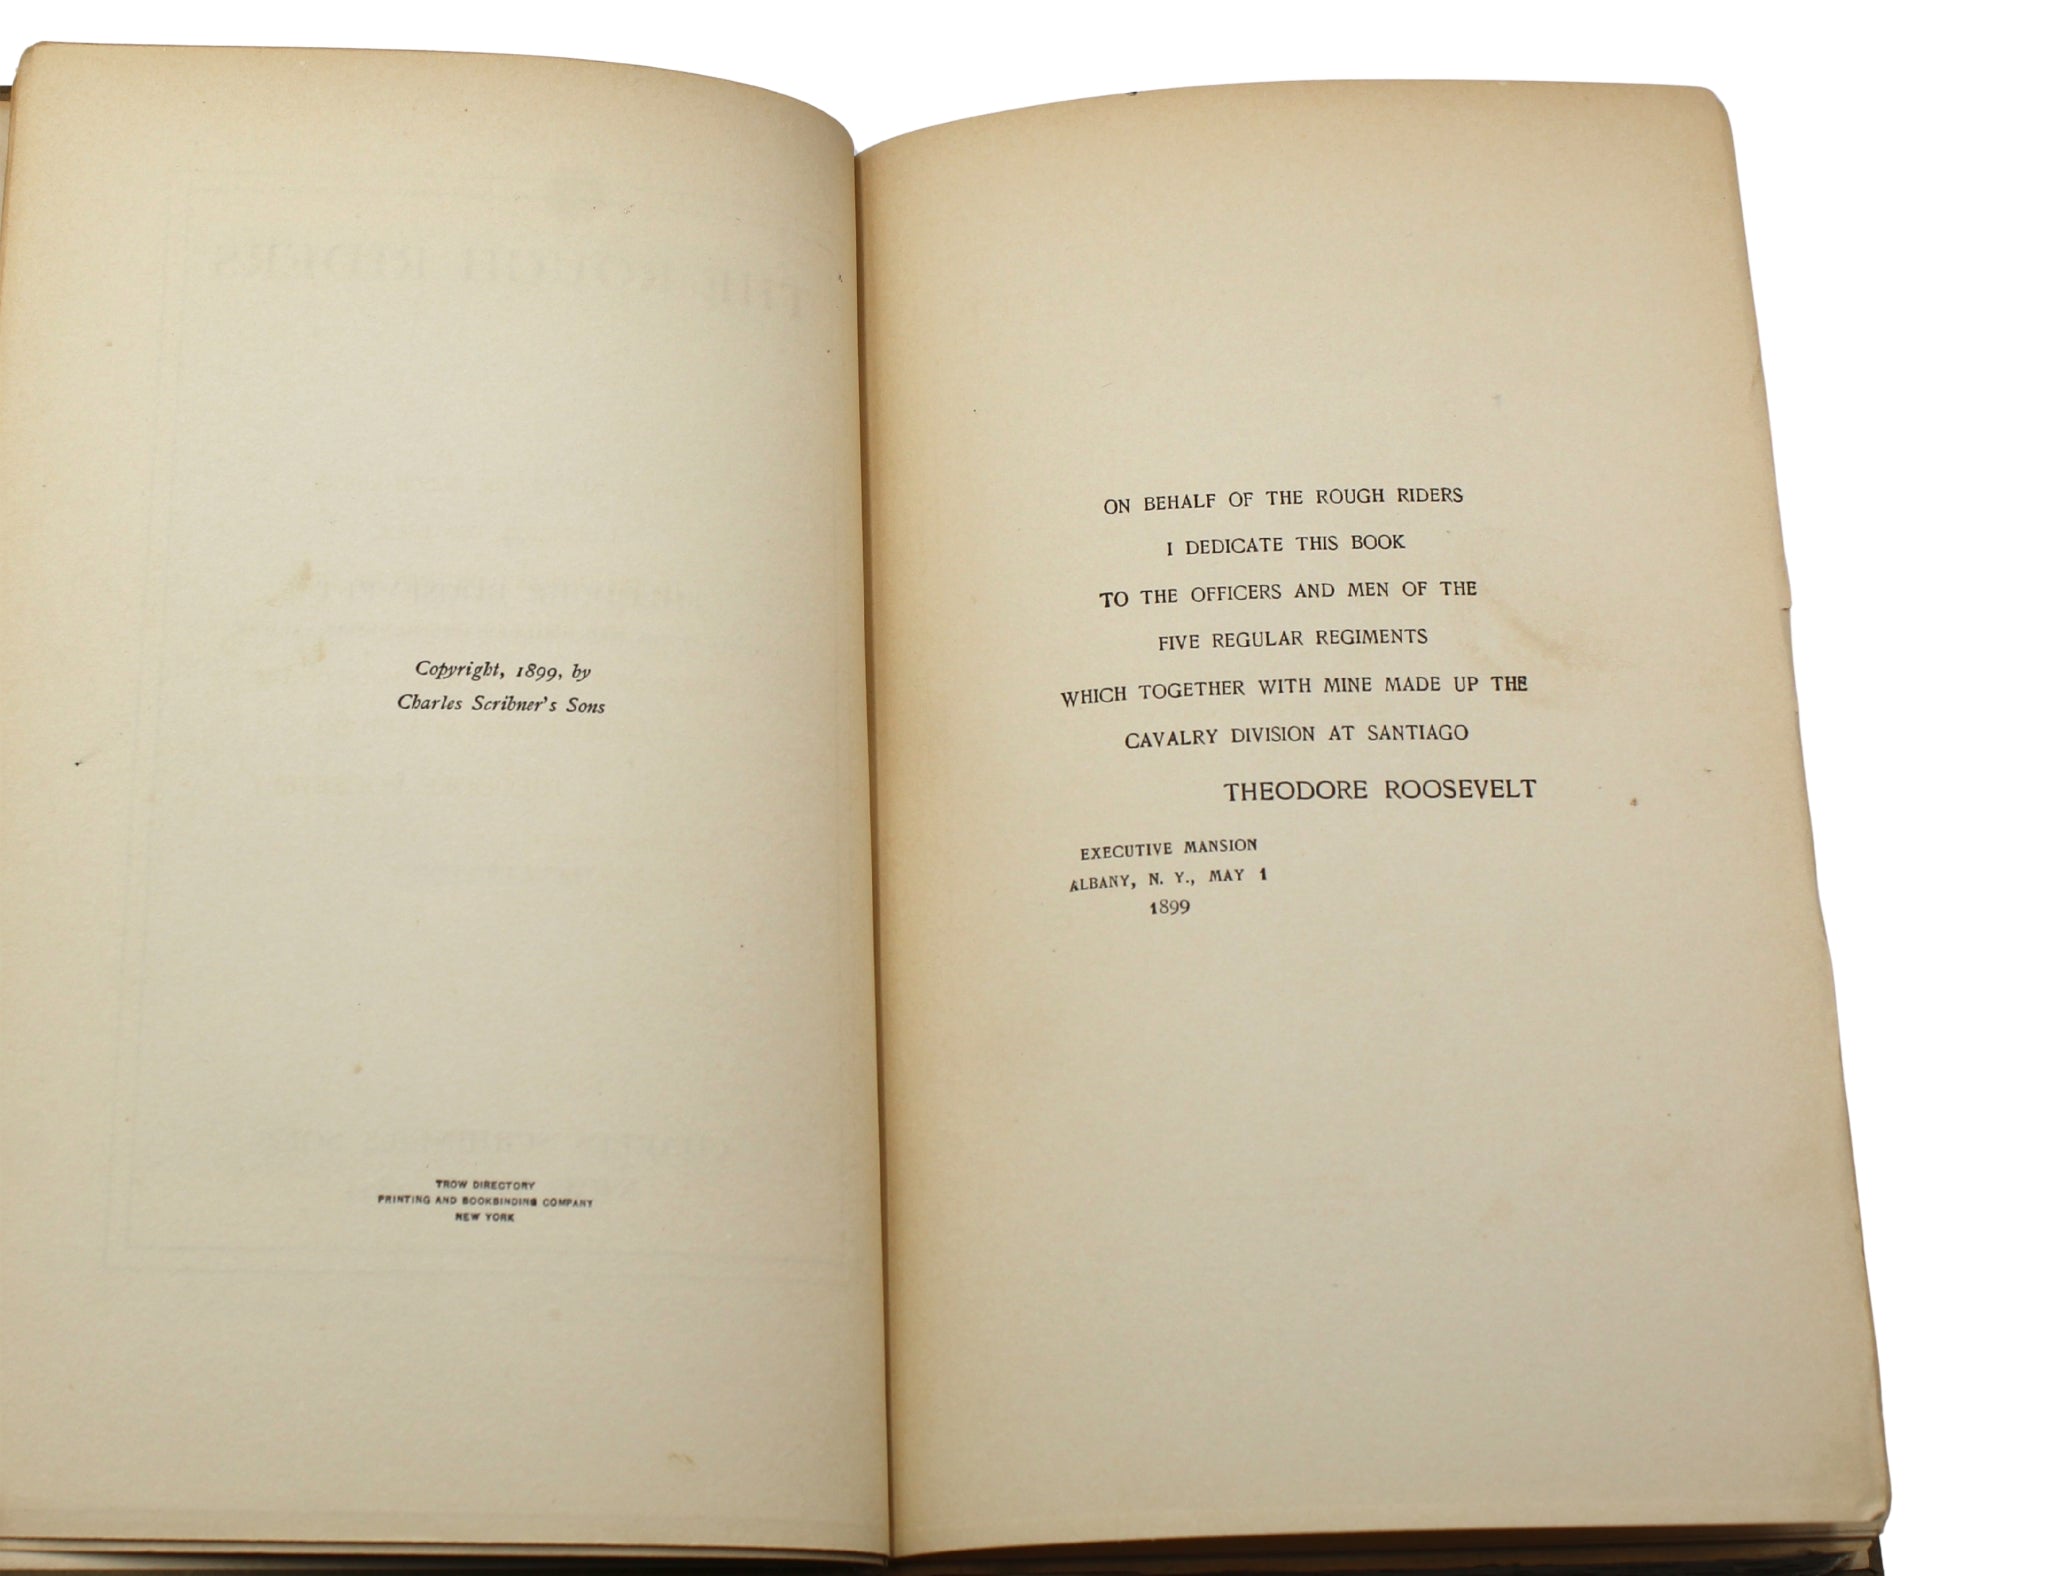 Copyright, 1899, by
Charles Scribner's Sons
TROW DIRECTORY
PRINTING AND BOOKBINDING COMPANY
NEW YORK
ON BEHALF OF THE ROUGH RIDERS
I DEDICATE THIS BOOK
TO THE OFFICERS AND MEN OF THE
FIVE REGULAR REGIMENTS
WHICH TOGETHER WITH MINE MADE UP THE
CAVALRY DIVISION AT SANTIAGO
THEODORE ROOSEVELT
EXECUTIVE MANSION
ALBANY, N. Y., MAY 1
1899